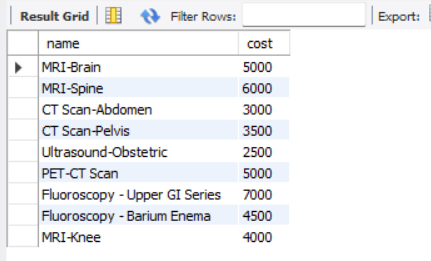 Result Grid Filter Rows: Export:
name cost
MRI-Brain 5000
MRI-Spine 6000
CT Scan-Abdomen 3000
CT Scan-Pelvis 3500
Ultrasound-Obstetric 2500
PET-CT Scan 5000
Fluoroscopy - Upper GI Series 7000
Fluoroscopy - Barium Enema 4500
MRI-Knee 4000